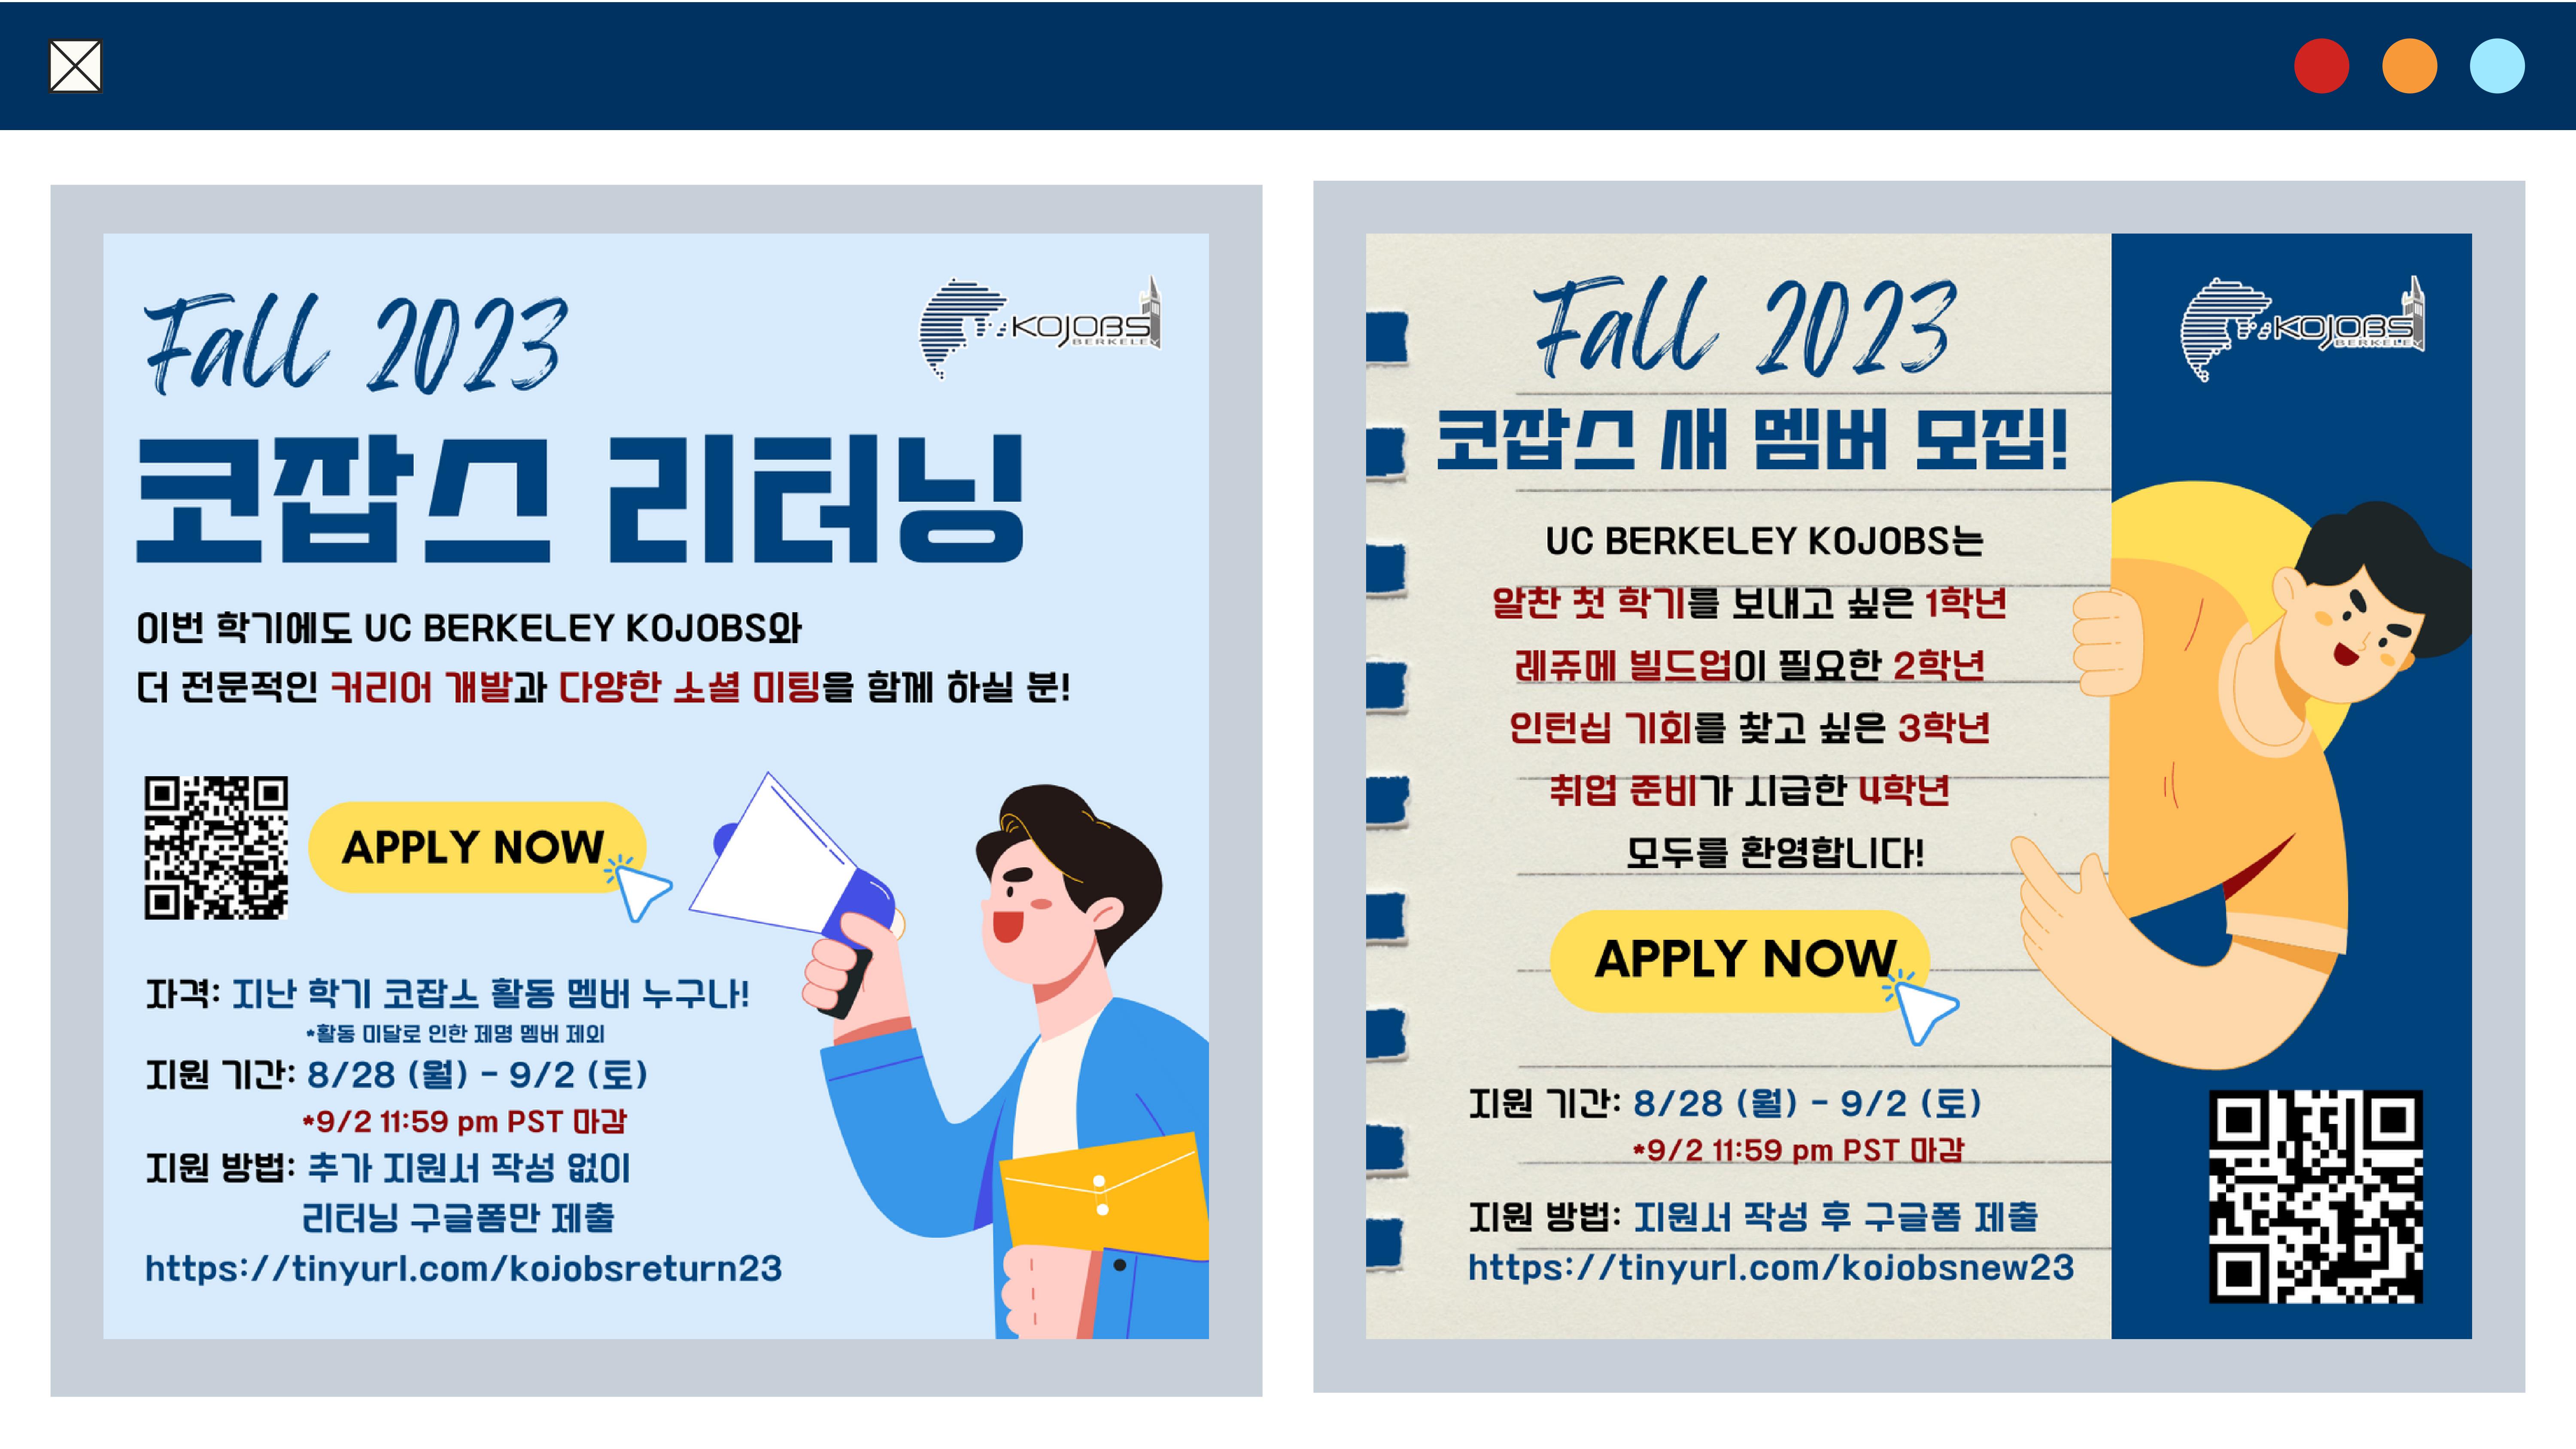 Fall 2023
KOJOBS
BERKELEY
코잡스 리터닝
이번 학기에도 UC BERKELEY KOJOBS와
더 전문적인 커리어 개발과 다양한 소셜 미팅을 함께 하실 분!
APPLY NOW
자격: 지난 학기 코잡스 활동 멤버 누구나!
*활동 미달로 인한 제명 멤버 제외
지원 기간: 8/28 (월) - 9/2 (토)
*9/2 11:59 pm PST 마감
지원 방법: 추가 지원서 작성 없이
리터닝 구글폼만 제출
https://tinyurl.com/kojobsreturn23
Fall 2023
KOJOBS
BERKELEY
코잡스 새 멤버 모집!
UC BERKELEY KOJOBS는
알찬 첫 학기를 보내고 싶은 1학년
레쥬메 빌드업이 필요한 2학년
인턴십 기회를 찾고 싶은 3학년
취업 준비가 시급한 4학년
모두를 환영합니다!
APPLY NOW
지원 기간: 8/28 (월) - 9/2 (토)
*9/2 11:59 pm PST 마감
지원 방법: 지원서 작성 후 구글폼 제출
https://tinyurl.com/kojobsnew23